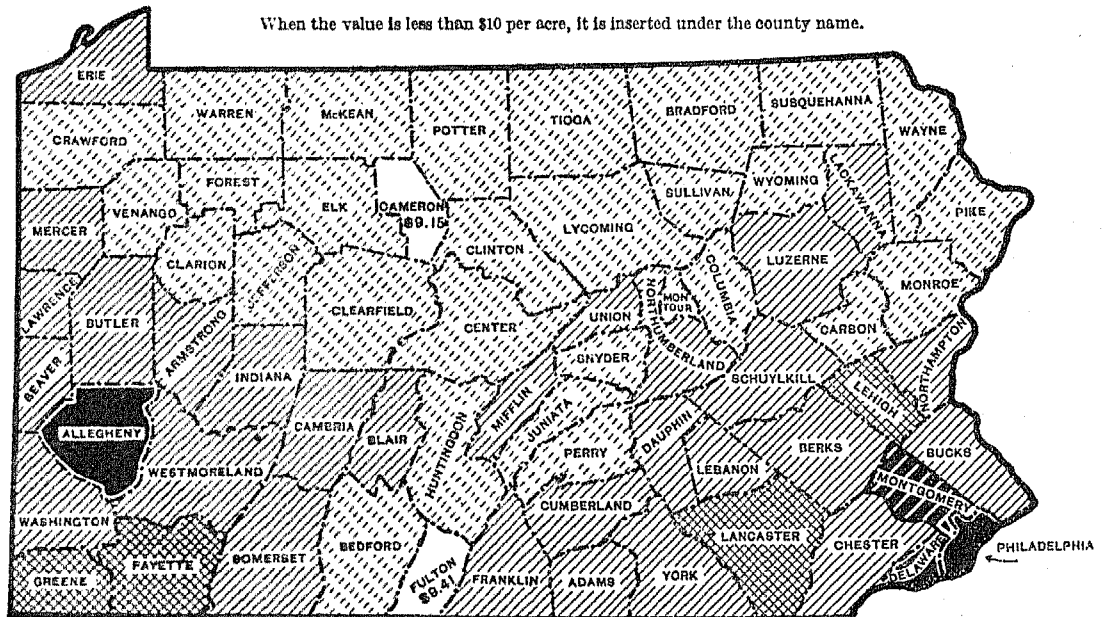 When the value is less than $10 per acre, it is inserted under the county name.
ERIE
CRAWFORD
WARREN
McKEAN
POTTER
TIOGA
BRADFORD
SUSQUEHANNA
WAYNE
MERCER
VENANGO
FOREST
ELK
CAMERON
$9.15
CLINTON
LYCOMING
SULLIVAN
WYOMING
LACKAWANNA
PIKE
LAWRENCE
BUTLER
CLARION
JEFFERSON
CLEARFIELD
CENTER
UNION
NORTHUMBERLAND
MON
TOUR
COLUMBIA
LUZERNE
MONROE
CARBON
BEAVER
ARMSTRONG
INDIANA
SNYDER
SCHUYLKILL
LEHIGH
NORTHAMPTON
ALLEGHENY
CAMBRIA
BLAIR
HUNTINGDON
MIFFLIN
JUNIATA
PERRY
DAUPHIN
LEBANON
BERKS
BUCKS
MONTGOMERY
WESTMORELAND
WASHINGTON
CUMBERLAND
LANCASTER
CHESTER
DELAWARE
PHILADELPHIA
GREENE
FAYETTE
SOMERSET
BEDFORD
FULTON
$9.41
FRANKLIN
ADAMS
YORK